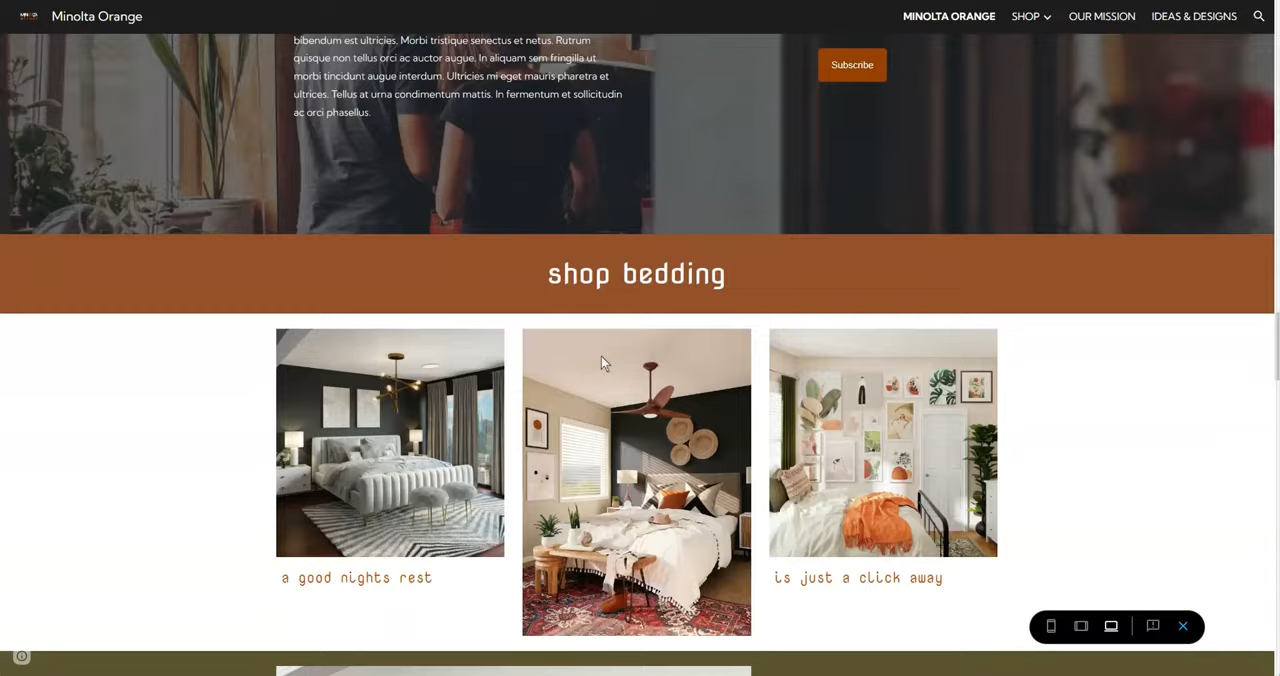 Minolta Orange
MINOLTA ORANGE
SHOP
OUR MISSION
IDEAS & DESIGNS
bibendum est ultricies. Morbi tristique senectus et netus. Rutrum
quisque non tellus orci ac auctor augue. In aliquam sem fringilla ut
morbi tincidunt augue interdum. Ultricies mi eget mauris pharetra et
ultrices. Tellus at urna condimentum mattis. In fermentum et sollicitudin
ac orci phasellus.
Subscribe
shop bedding
a good nights rest
is just a click away